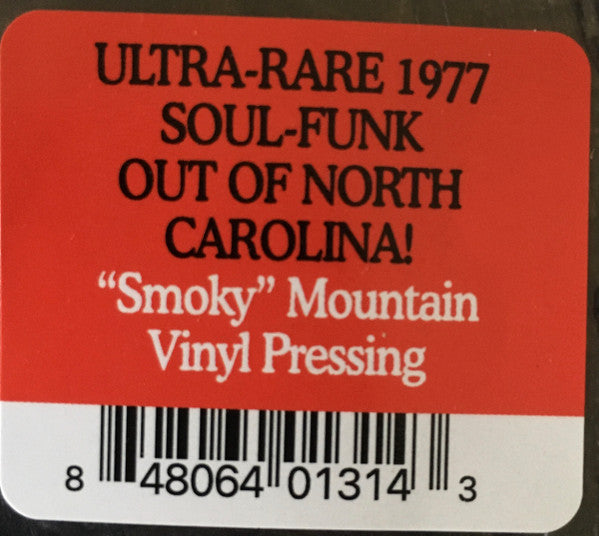 ULTRA-RARE 1977
SOUL-FUNK
OUT OF NORTH
CAROLINA!
“Smoky” Mountain
Vinyl Pressing
8 48064 01314 3